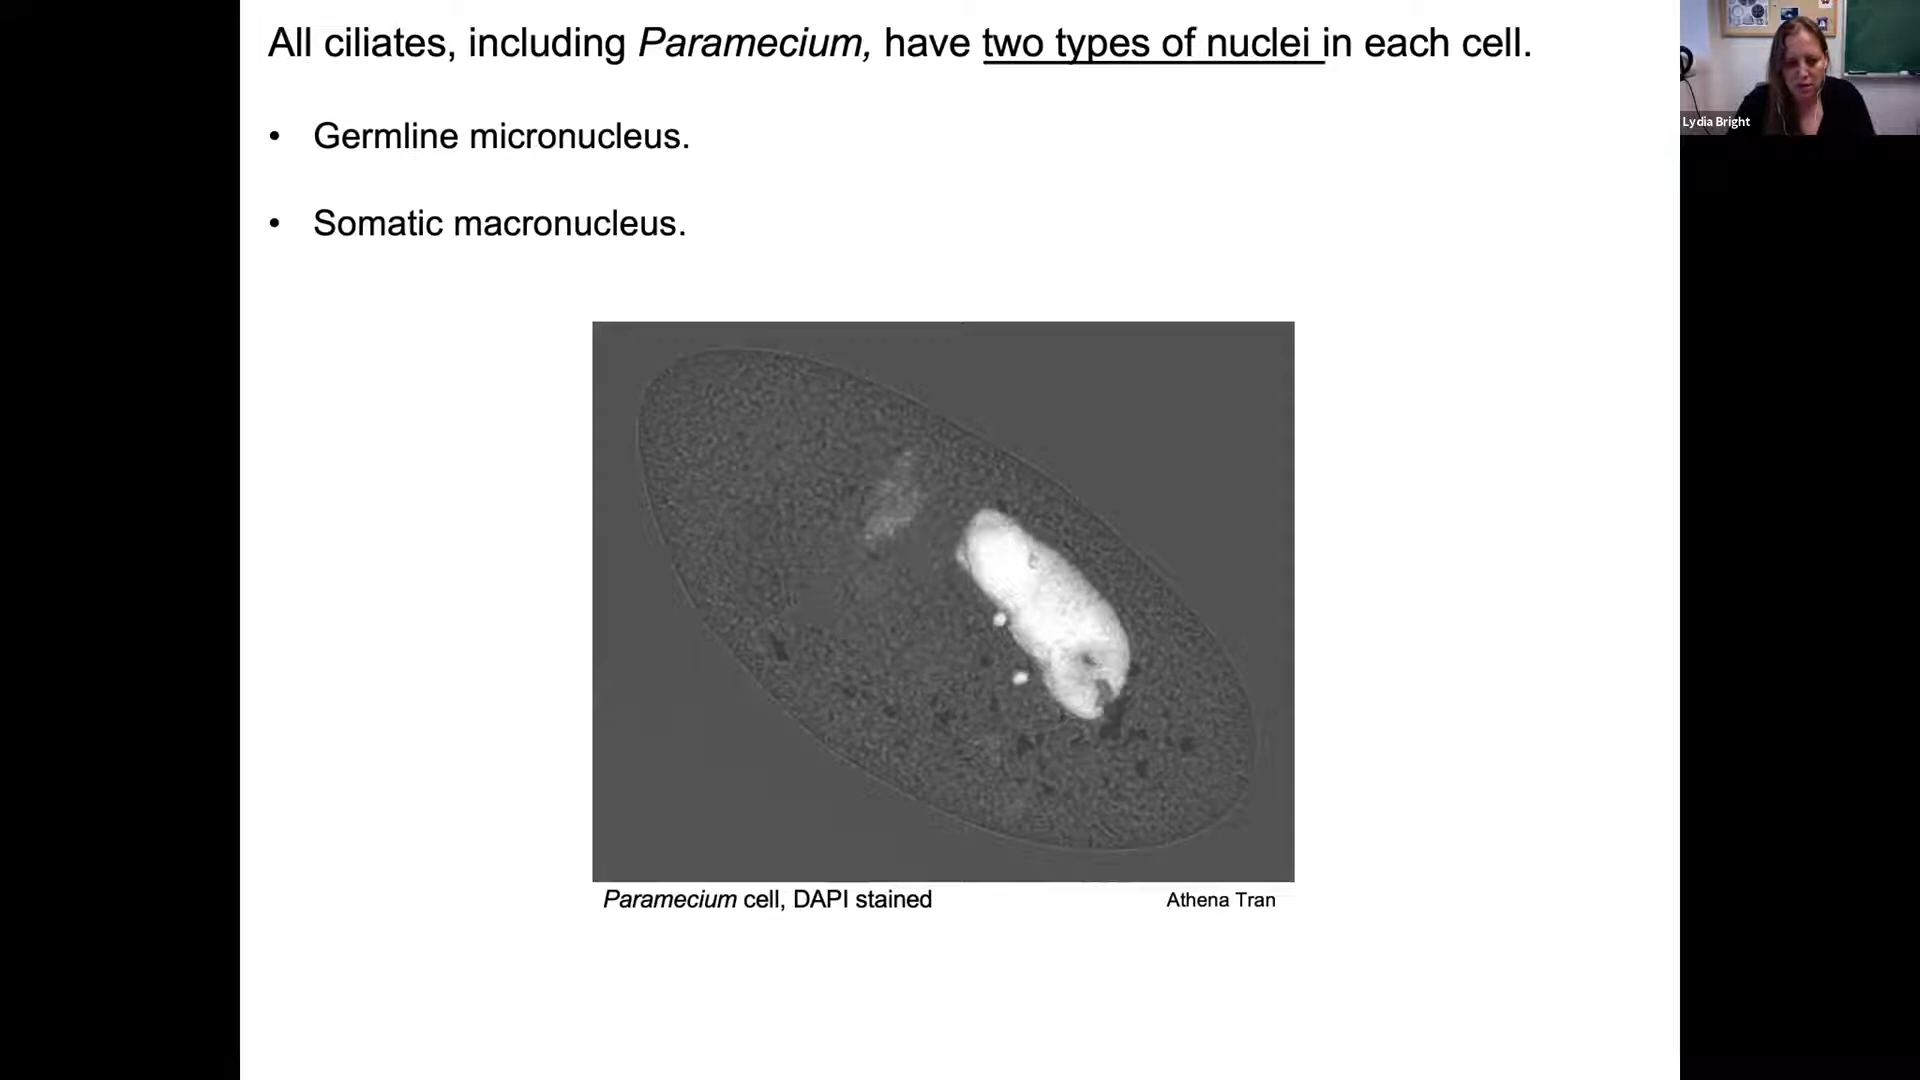 All ciliates, including Paramecium, have two types of nuclei in each cell.
• Germline micronucleus.
• Somatic macronucleus.
Paramecium cell, DAPI stained
Athena Tran
Lydia Bright